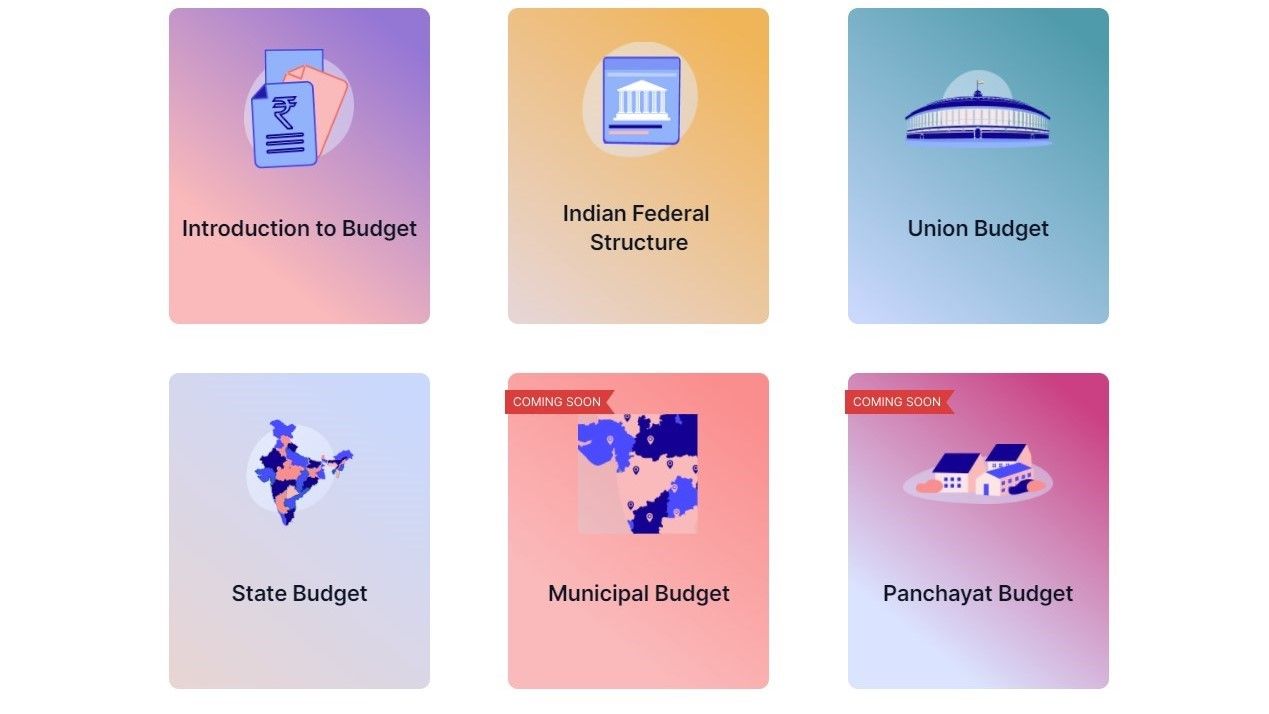 ₹
Introduction to Budget
Indian Federal
Structure
Union Budget
State Budget
COMING SOON
Municipal Budget
COMING SOON
Panchayat Budget